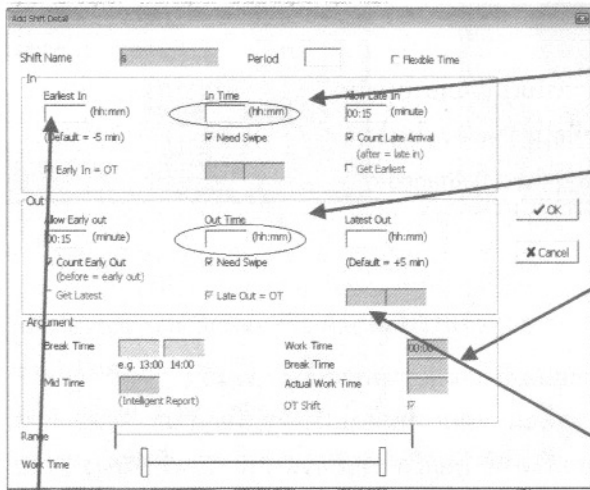 Add Shift Detail
Shift Name s Period Flexible Time
In
Earliest In In Time Allow Late In
(hh:mm) (hh:mm) 00:15 (minute)
(Default = -5 min) Need Swipe Count Late Arrival
(after = late in)
Early In = OT Get Earliest
Out
Allow Early out Out Time Latest Out
00:15 (minute) (hh:mm) (hh:mm)
Count Early Out Need Swipe (Default = +5 min)
(before = early out)
Get Latest Late Out = OT
OK
Cancel
Argument
Break Time Work Time 00:00
e.g. 13:00 14:00 Break Time
Mid Time Actual Work Time
(Intelligent Report) OT Shift
Range
Work Time